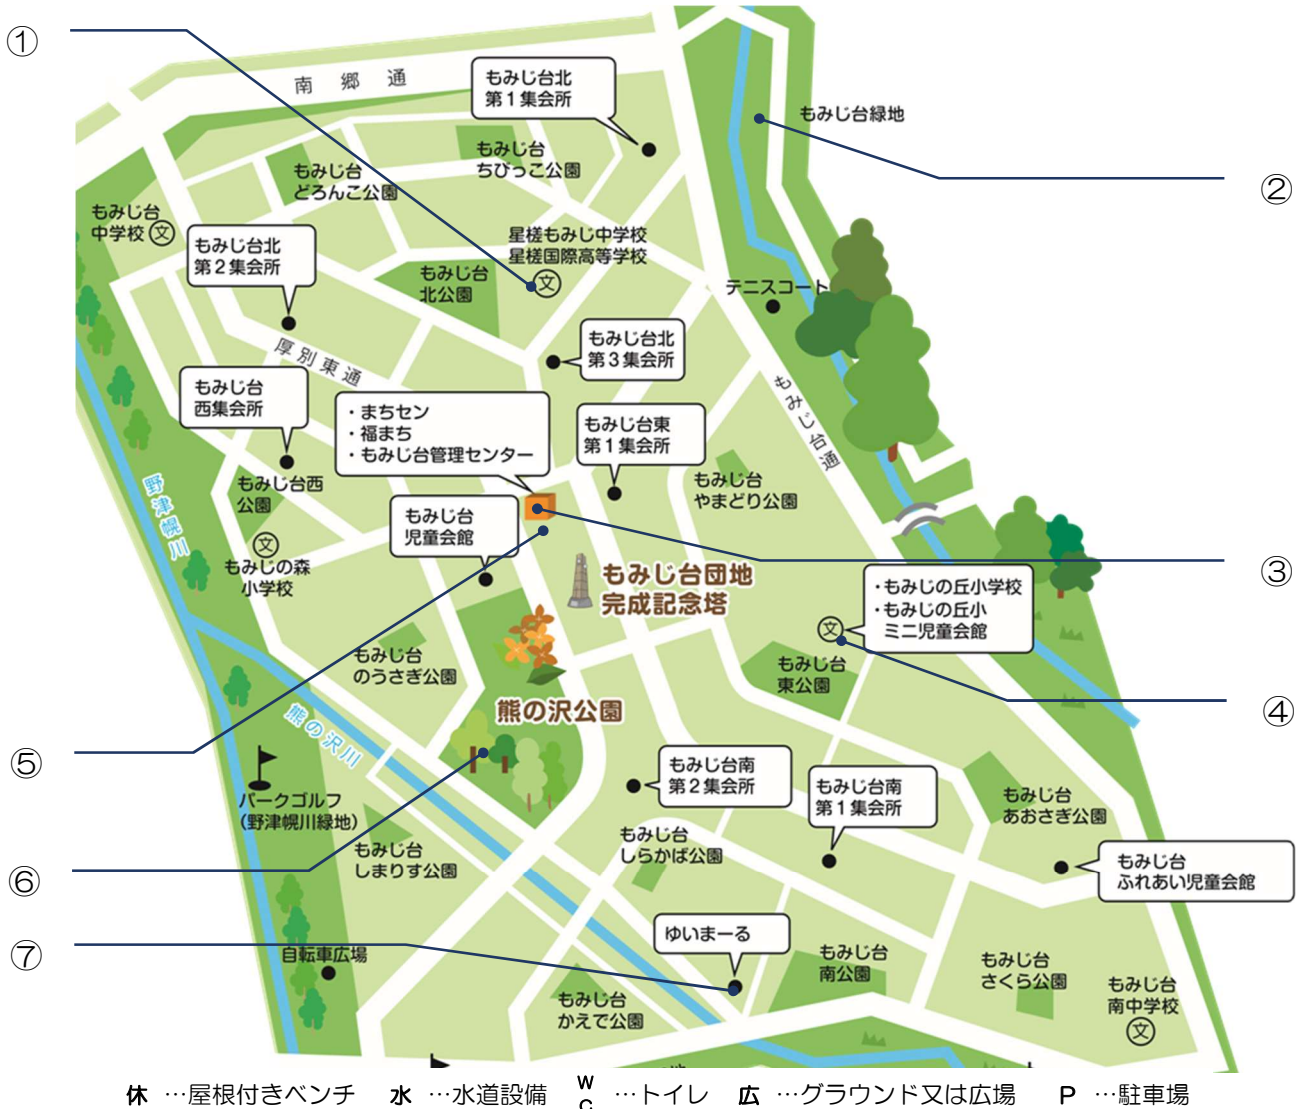 ①
南郷通
もみじ台北
第1集会所
もみじ台緑地
②
もみじ台
どろんこ公園
もみじ台
ちびっこ公園
もみじ台
中学校 文
もみじ台北
第2集会所
星槎もみじ中学校
星槎国際高等学校
文
もみじ台
北公園
テニスコート
もみじ台北
第3集会所
厚別東通
もみじ台
西集会所
・まちセン
・福まち
・もみじ台管理センター
もみじ台東
第1集会所
もみじ台通
もみじ台西
公園
もみじ台
やまどり公園
野津幌川
もみじ台
児童会館
文
もみじの森
小学校
もみじ台団地
完成記念塔
③
・もみじの丘小学校
・もみじの丘小
ミニ児童会館
文
もみじ台
のうさぎ公園
もみじ台
東公園
熊の沢公園
④
熊の沢川
⑤
もみじ台南
第2集会所
もみじ台南
第1集会所
もみじ台
あおさぎ公園
パークゴルフ
(野津幌川緑地)
もみじ台
しまりす公園
もみじ台
しらかば公園
もみじ台
ふれあい児童会館
⑥
⑦
ゆいまーる
自転車広場
もみじ台
南公園
もみじ台
さくら公園
もみじ台
かえで公園
もみじ台
南中学校
文
休 …屋根付きベンチ 水 …水道設備 WC …トイレ 広 …グラウンド又は広場 P …駐車場